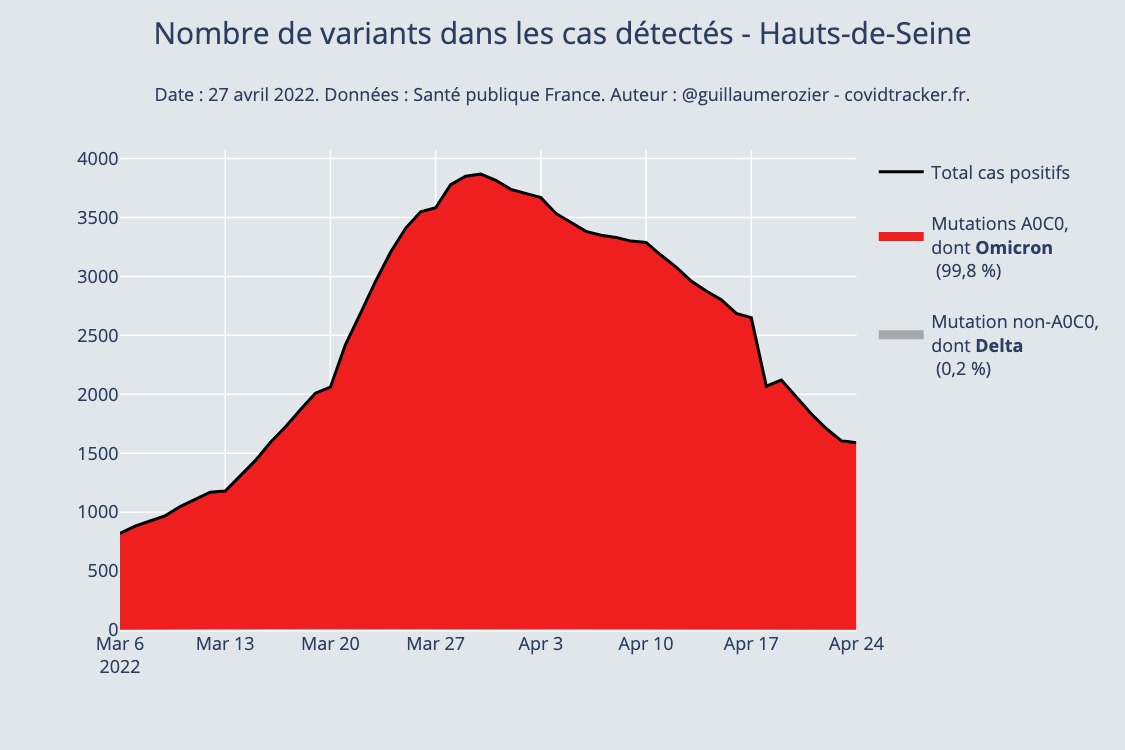 Nombre de variants dans les cas détectés - Hauts-de-Seine
Date : 27 avril 2022. Données : Santé publique France. Auteur : @guillaumerozier - covidtracker.fr.
4000
3500
3000
2500
2000
1500
1000
500
0
Mar 6
2022
Mar 13
Mar 20
Mar 27
Apr 3
Apr 10
Apr 17
Apr 24
Total cas positifs
Mutations A0C0,
dont Omicron
(99,8 %)
Mutation non-A0C0,
dont Delta
(0,2 %)